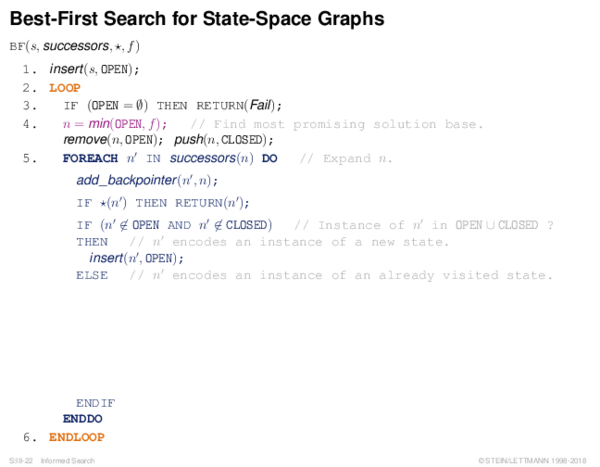 Best-First Search for State-Space Graphs
BF(s, successors, ⋆, f)
1. insert(s, OPEN);
2. LOOP
3. IF (OPEN = ∅) THEN RETURN(Fail);
4. n = min(OPEN, f); // Find most promising solution base.
remove(n, OPEN); push(n, CLOSED);
5. FOREACH n′ IN successors(n) DO // Expand n.
add_backpointer(n′, n);
IF ⋆(n′) THEN RETURN(n′);
IF (n′ ∉ OPEN AND n′ ∉ CLOSED) // Instance of n′ in OPEN ∪ CLOSED ?
THEN // n′ encodes an instance of a new state.
insert(n′, OPEN);
ELSE // n′ encodes an instance of an already visited state.
ENDIF
ENDDO
6. ENDLOOP
S:II-22 Informed Search ©STEIN/LETTMANN 1998-2018